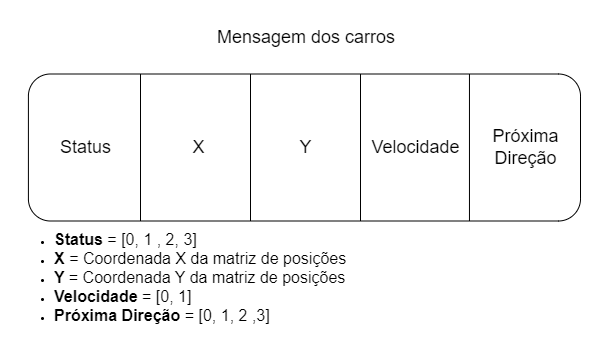 Mensagem dos carros
Status
X
Y
Velocidade
Próxima
Direção
• Status = [0, 1 , 2, 3]
• X = Coordenada X da matriz de posições
• Y = Coordenada Y da matriz de posições
• Velocidade = [0, 1]
• Próxima Direção = [0, 1, 2 ,3]